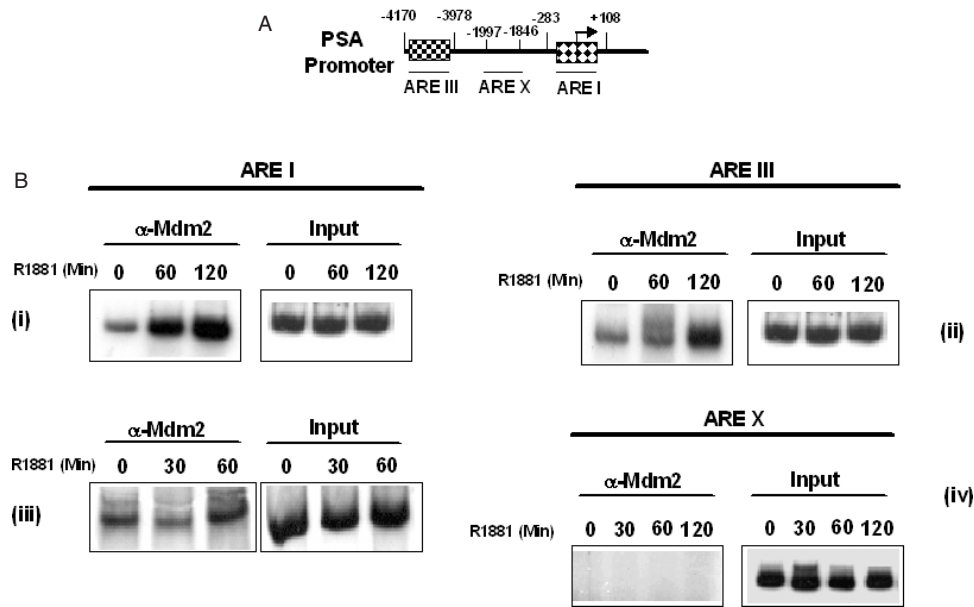 A
-4170 -3978 -1997 -1846 -283 +108
PSA
Promoter
ARE III ARE X ARE I
B
ARE I
α-Mdm2 Input
R1881 (Min) 0 60 120 0 60 120
(i)
ARE III
α-Mdm2 Input
R1881 (Min) 0 60 120 0 60 120
(ii)
α-Mdm2 Input
R1881 (Min) 0 30 60 0 30 60
(iii)
ARE X
α-Mdm2 Input
R1881 (Min) 0 30 60 120 0 30 60 120
(iv)